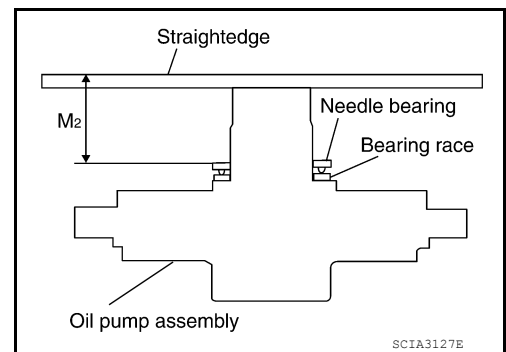 Straightedge
M2
Needle bearing
Bearing race
Oil pump assembly
SCIA3127E